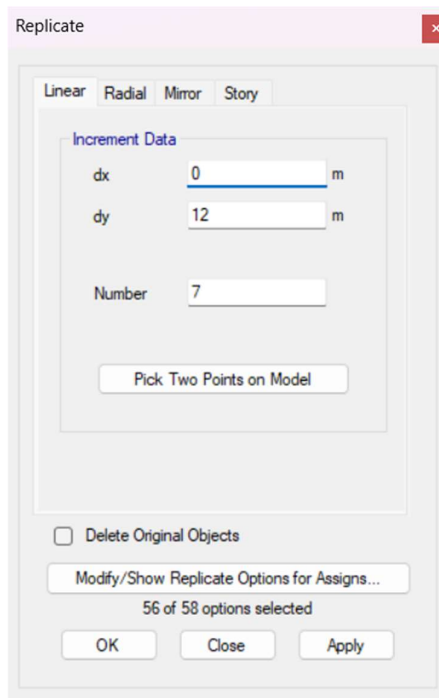 Replicate
Linear Radial Mirror Story
Increment Data
dx 0 m
dy 12 m
Number 7
Pick Two Points on Model
Delete Original Objects
Modify/Show Replicate Options for Assigns...
56 of 58 options selected
OK Close Apply